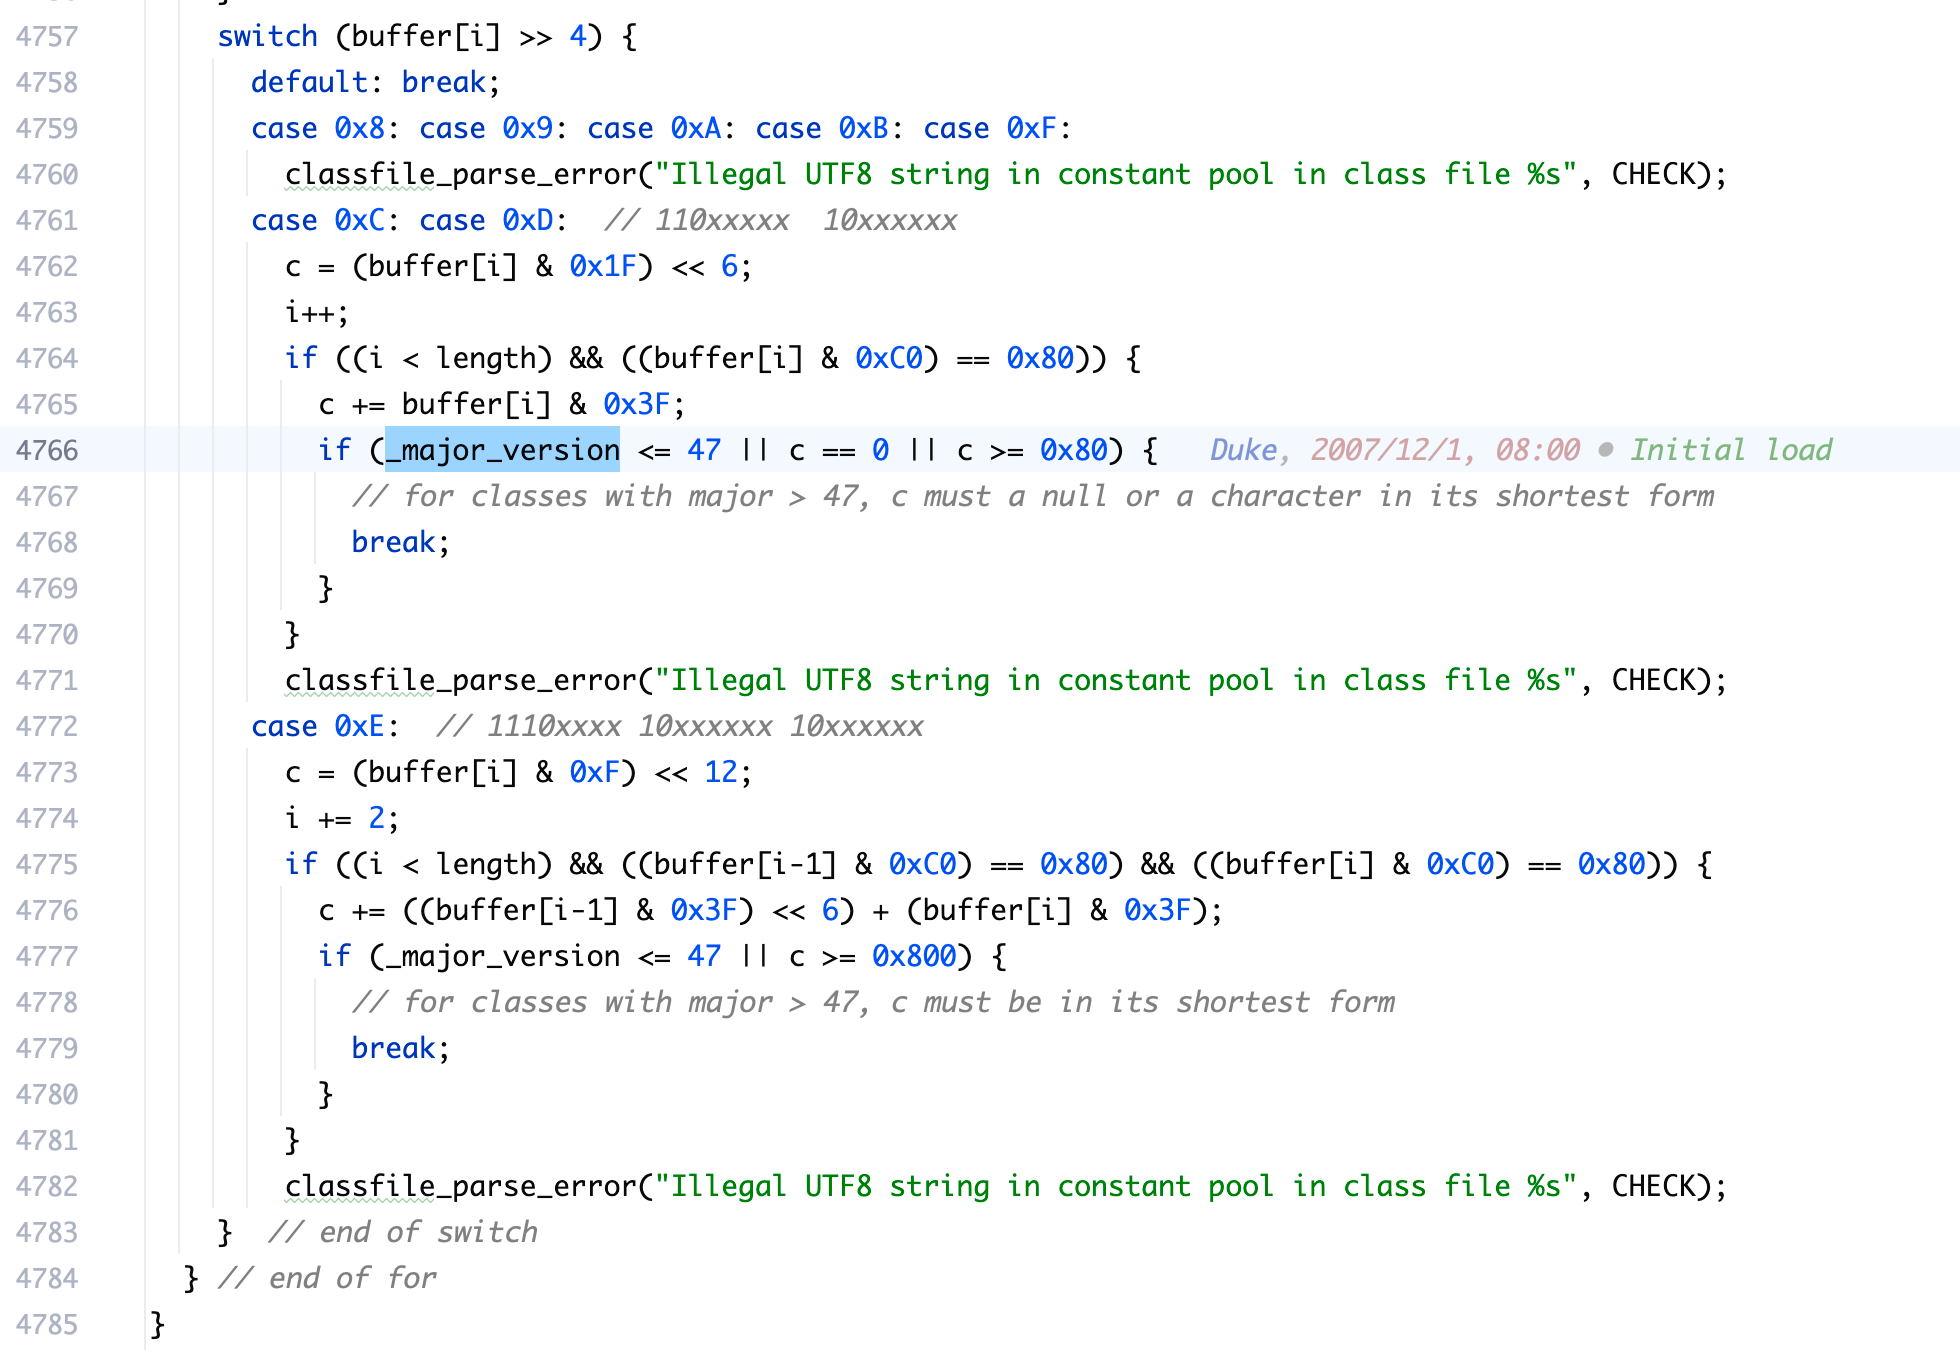 4757 switch (buffer[i] >> 4) {
4758 default: break;
4759 case 0x8: case 0x9: case 0xA: case 0xB: case 0xF:
4760 classfile_parse_error("Illegal UTF8 string in constant pool in class file %s", CHECK);
4761 case 0xC: case 0xD:  // 110xxxxx  10xxxxxx
4762 c = (buffer[i] & 0x1F) << 6;
4763 i++;
4764 if ((i < length) && ((buffer[i] & 0xC0) == 0x80)) {
4765 c += buffer[i] & 0x3F;
4766 if (_major_version <= 47 || c == 0 || c >= 0x80) {   Duke, 2007/12/1, 08:00 • Initial load
4767 // for classes with major > 47, c must a null or a character in its shortest form
4768 break;
4769 }
4770 }
4771 classfile_parse_error("Illegal UTF8 string in constant pool in class file %s", CHECK);
4772 case 0xE:  // 1110xxxx 10xxxxxx 10xxxxxx
4773 c = (buffer[i] & 0xF) << 12;
4774 i += 2;
4775 if ((i < length) && ((buffer[i-1] & 0xC0) == 0x80) && ((buffer[i] & 0xC0) == 0x80)) {
4776 c += ((buffer[i-1] & 0x3F) << 6) + (buffer[i] & 0x3F);
4777 if (_major_version <= 47 || c >= 0x800) {
4778 // for classes with major > 47, c must be in its shortest form
4779 break;
4780 }
4781 }
4782 classfile_parse_error("Illegal UTF8 string in constant pool in class file %s", CHECK);
4783 }  // end of switch
4784 } // end of for
4785 }